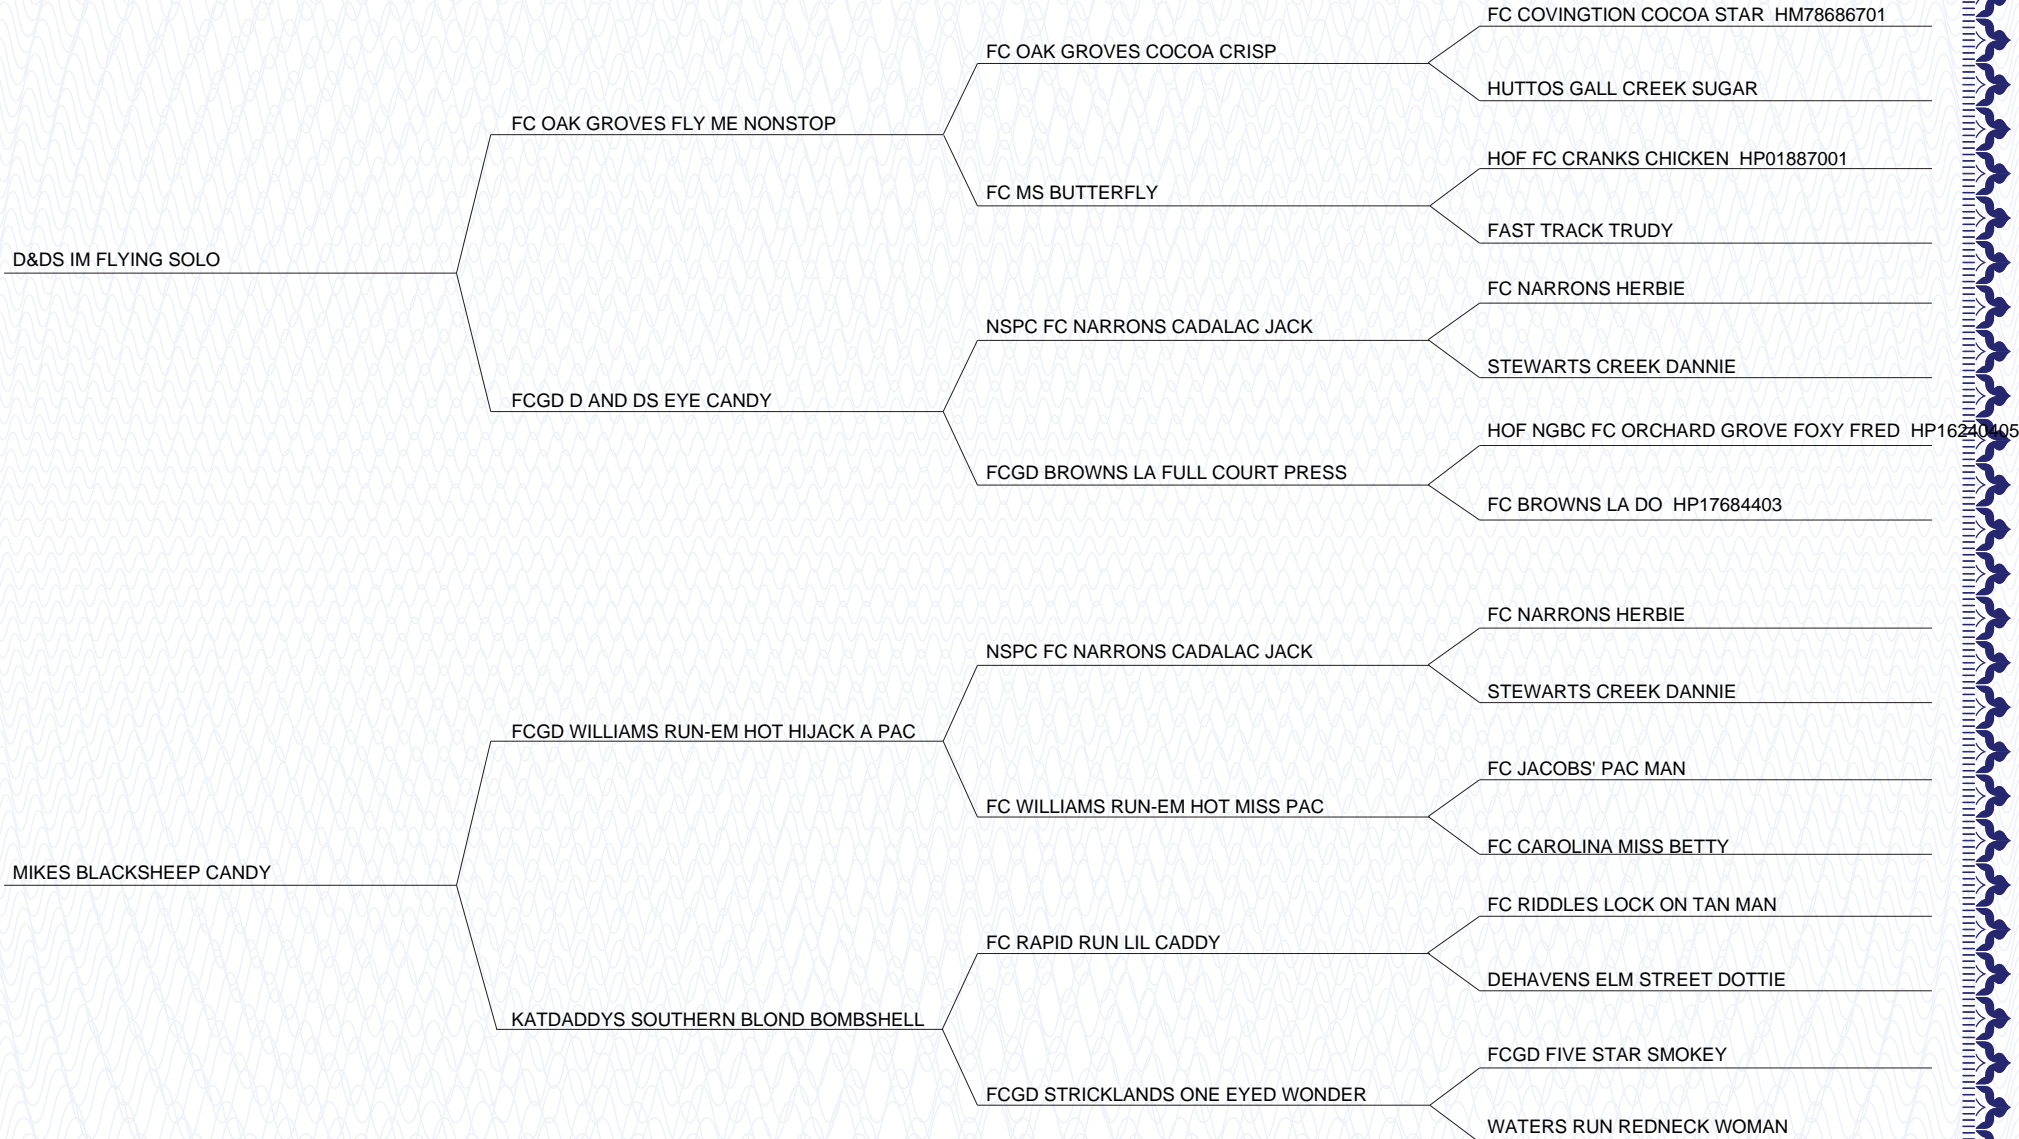 FC COVINGTION COCOA STAR HM78686701
FC OAK GROVES COCOA CRISP
HUTTOS GALL CREEK SUGAR
FC OAK GROVES FLY ME NONSTOP
HOF FC CRANKS CHICKEN HP01887001
FC MS BUTTERFLY
FAST TRACK TRUDY
D&DS IM FLYING SOLO
FC NARRONS HERBIE
NSPC FC NARRONS CADALAC JACK
STEWARTS CREEK DANNIE
FCGD D AND DS EYE CANDY
HOF NGBC FC ORCHARD GROVE FOXY FRED HP16240405
FCGD BROWNS LA FULL COURT PRESS
FC BROWNS LA DO HP17684403
FC NARRONS HERBIE
NSPC FC NARRONS CADALAC JACK
STEWARTS CREEK DANNIE
FCGD WILLIAMS RUN-EM HOT HIJACK A PAC
FC JACOBS' PAC MAN
FC WILLIAMS RUN-EM HOT MISS PAC
FC CAROLINA MISS BETTY
MIKES BLACKSHEEP CANDY
FC RIDDLES LOCK ON TAN MAN
FC RAPID RUN LIL CADDY
DEHAVENS ELM STREET DOTTIE
KATDADDYS SOUTHERN BLOND BOMBSHELL
FCGD FIVE STAR SMOKEY
FCGD STRICKLANDS ONE EYED WONDER
WATERS RUN REDNECK WOMAN